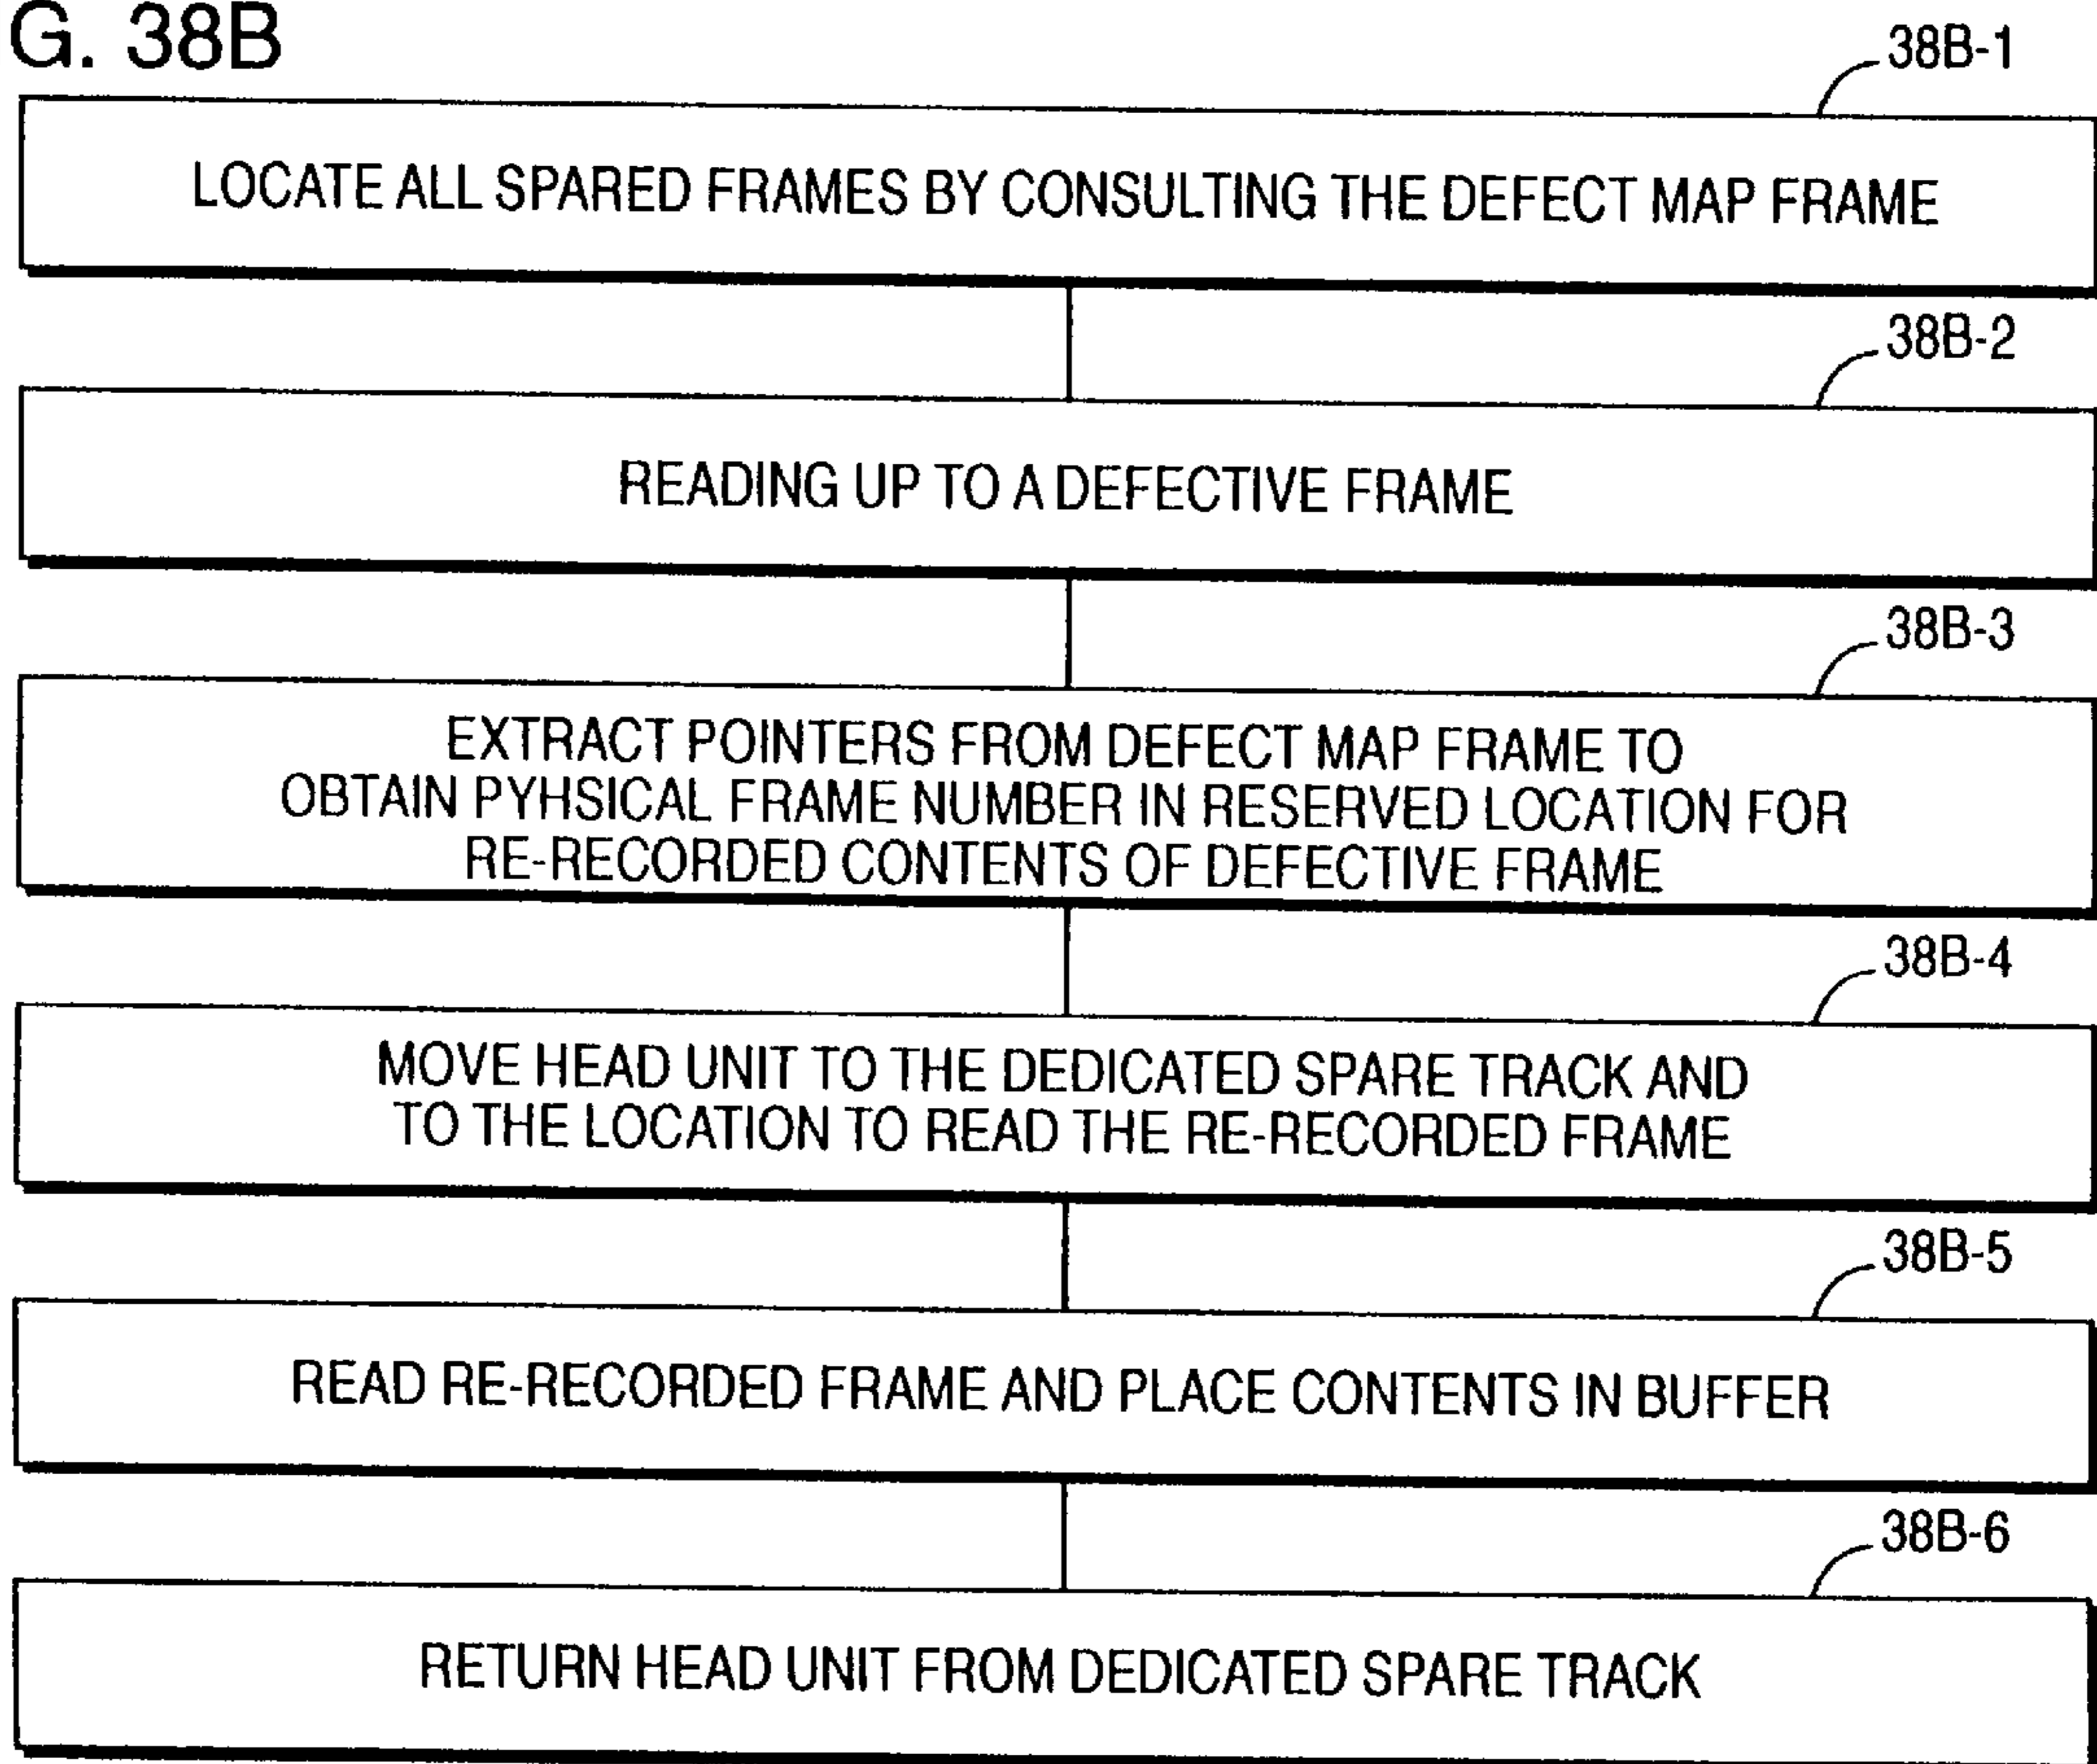 G. 38B
38B-1
LOCATE ALL SPARED FRAMES BY CONSULTING THE DEFECT MAP FRAME
38B-2
READING UP TO A DEFECTIVE FRAME
38B-3
EXTRACT POINTERS FROM DEFECT MAP FRAME TO
OBTAIN PYHSICAL FRAME NUMBER IN RESERVED LOCATION FOR
RE-RECORDED CONTENTS OF DEFECTIVE FRAME
38B-4
MOVE HEAD UNIT TO THE DEDICATED SPARE TRACK AND
TO THE LOCATION TO READ THE RE-RECORDED FRAME
38B-5
READ RE-RECORDED FRAME AND PLACE CONTENTS IN BUFFER
38B-6
RETURN HEAD UNIT FROM DEDICATED SPARE TRACK